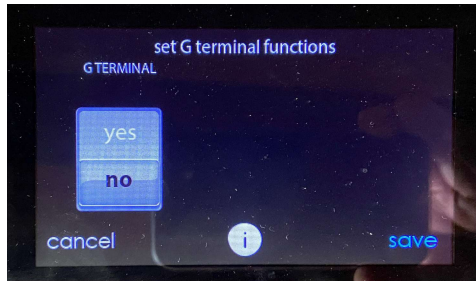 set G terminal functions
G TERMINAL
yes
no
cancel i save